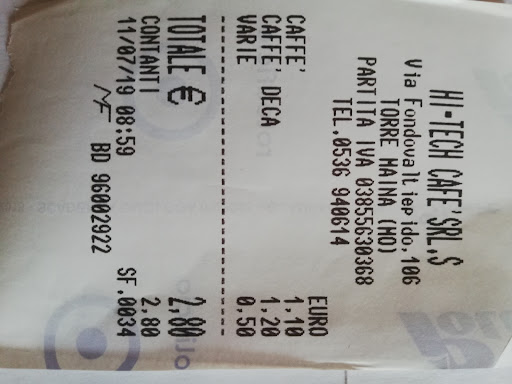 HI-TECH CAFE'SRL.S
Via Fondovaltiepido,106
TORRE MAINA (MO)
PARTITA IVA 03855630368
TEL.0536 940614
EURO
CAFFE' 1,10
CAFFE' DECA 1,20
VARIE 0,50
TOTALE € 2,80
CONTANTI 2,80
11/07/19 08:59 SF.0034
BD 96002922